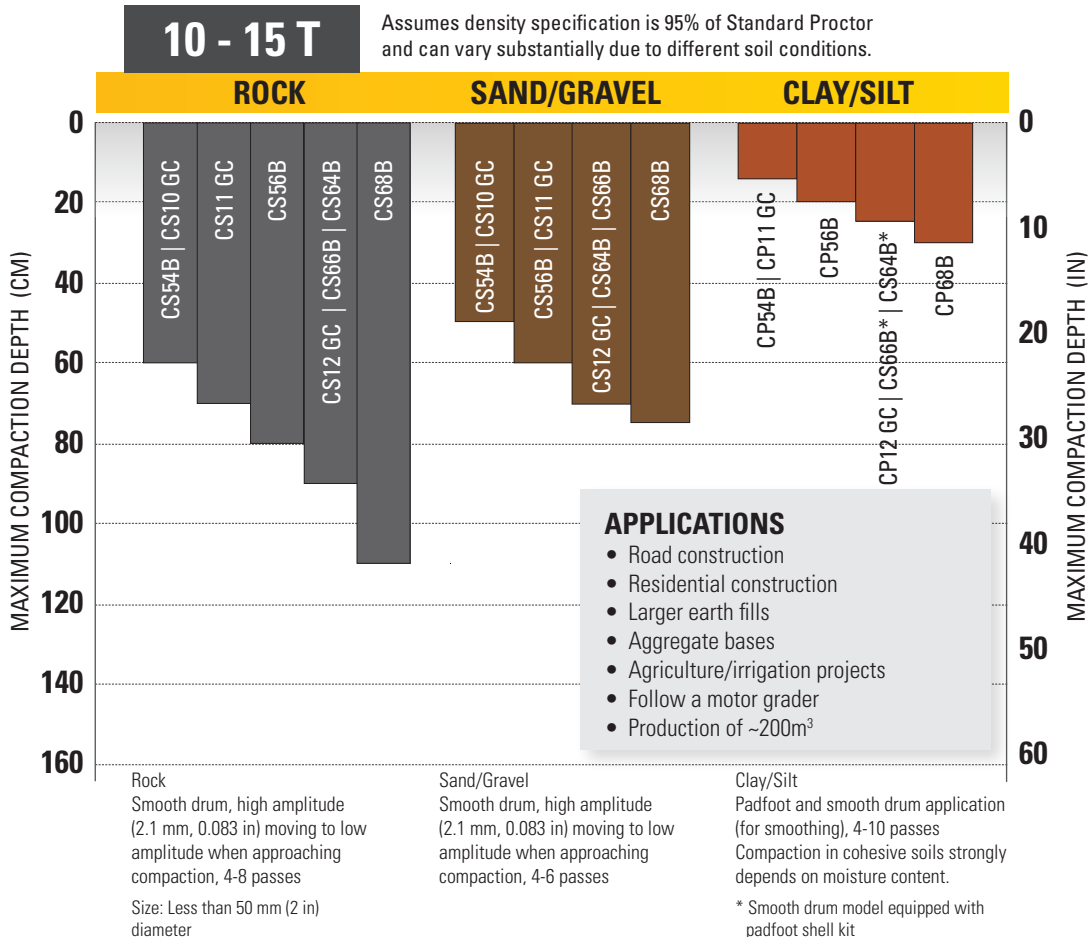 10 - 15 T
Assumes density specification is 95% of Standard Proctor
and can vary substantially due to different soil conditions.
ROCK
SAND/GRAVEL
CLAY/SILT
MAXIMUM COMPACTION DEPTH (CM)
0
20
40
60
80
100
120
140
160
CS54B | CS10 GC
CS11 GC
CS56B
CS12 GC | CS66B | CS64B
CS68B
CS54B | CS10 GC
CS56B | CS11 GC
CS12 GC | CS64B | CS66B
CS68B
CP54B | CP11 GC
CP56B
CP12 GC | CS66B* | CS64B*
CP68B
0
10
20
30
40
50
60
MAXIMUM COMPACTION DEPTH (IN)
APPLICATIONS
• Road construction
• Residential construction
• Larger earth fills
• Aggregate bases
• Agriculture/irrigation projects
• Follow a motor grader
• Production of ~200m³
Rock
Smooth drum, high amplitude
(2.1 mm, 0.083 in) moving to low
amplitude when approaching
compaction, 4-8 passes
Size: Less than 50 mm (2 in)
diameter
Sand/Gravel
Smooth drum, high amplitude
(2.1 mm, 0.083 in) moving to low
amplitude when approaching
compaction, 4-6 passes
Clay/Silt
Padfoot and smooth drum application
(for smoothing), 4-10 passes
Compaction in cohesive soils strongly
depends on moisture content.
* Smooth drum model equipped with
padfoot shell kit